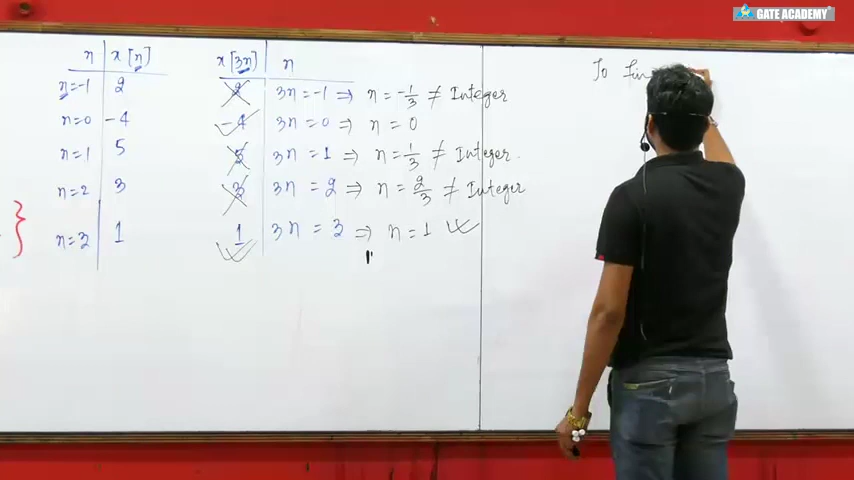 GATE ACADEMY
n x[n]
n=-1 2
n=0 -4
n=1 5
n=2 3
n=3 1
x[3n] n
2 3n = -1 ⇒ n = -1/3 ≠ Integer
-4 3n = 0 ⇒ n = 0
5 3n = 1 ⇒ n = 1/3 ≠ Integer.
3 3n = 2 ⇒ n = 2/3 ≠ Integer
1 3n = 3 ⇒ n = 1
To